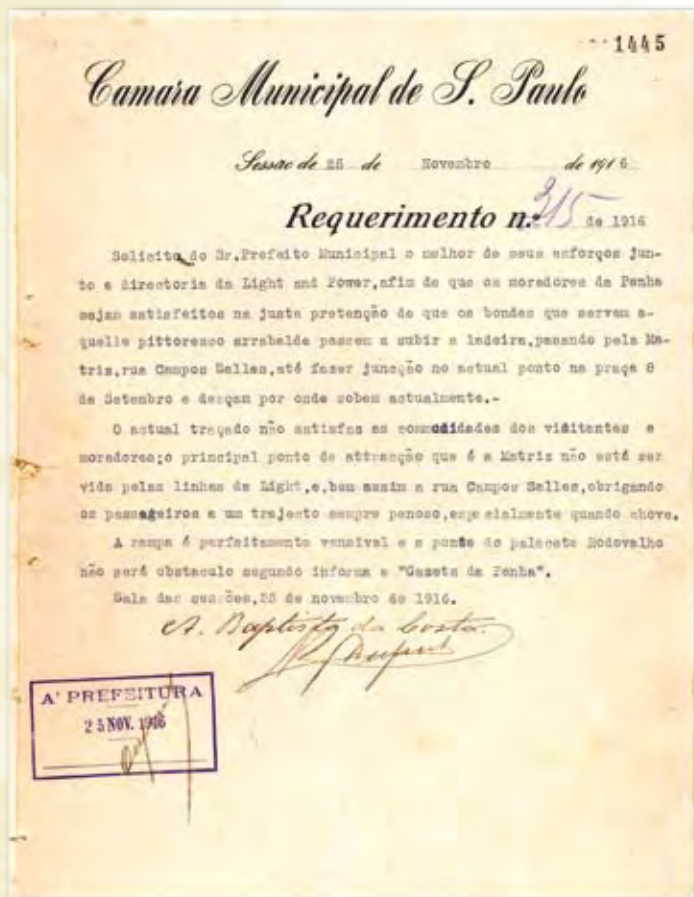 1445
Camara Municipal de S. Paulo
Sessão de 25 de Novembro de 1916
Requerimento n. 315 de 1916
Solicito do Sr.Prefeito Municipal o melhor de seus esforços jun-
to a directoria da Light and Power,afim de que os moradores da Penha
sejam satisfeitos na justa pretenção de que os bondes que servem a-
quelle pittoresco arrabalde passem a subir a ladeira,pasando pela Ma-
triz,rua Campos Salles,até fazer juncção no actual ponto na praça 8
de Setembro e desçam por onde sobem actualmente.-
O actual traçado não satisfas as commodidades dos visitantes e
moradores;o principal ponto de attracção que é a Matriz não está ser
vida pelas linhas da Light,e,bem assim a rua Campos Salles,obrigando
os passageiros a um trajecto sempre penoso,especialmente quando chove.
A rampa é perfeitamente vensivel e a ponte do palacete Rodovalho
não será obstaculo segundo informa a "Gazeta da Penha".
Sala das sessões,25 de novembro de 1916.
A. Baptista da Costa.
A' PREFEITURA
25 NOV. 1916